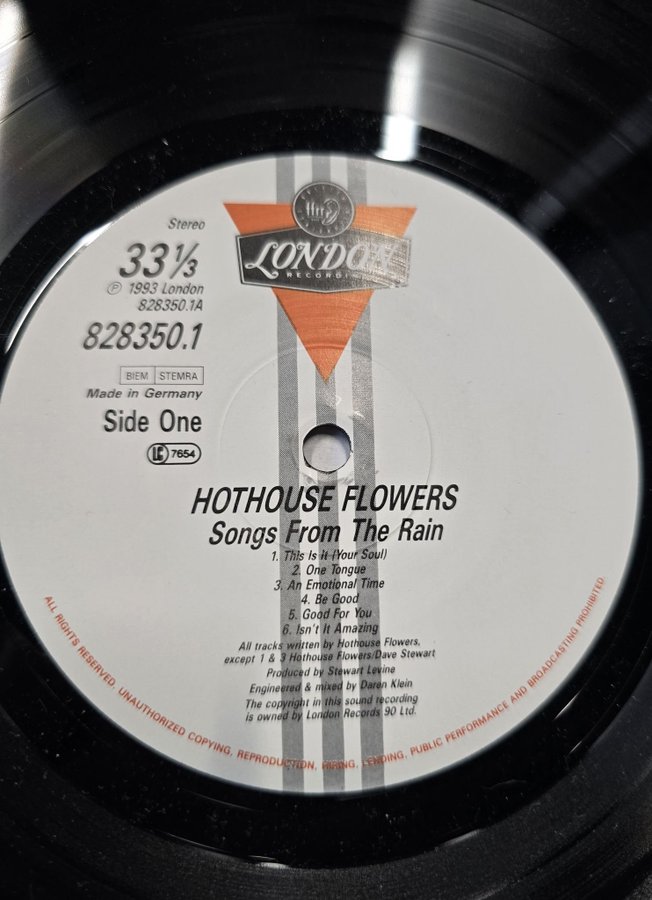 Stereo
33⅓
℗ 1993 London
828350.1A
828350.1
BIEM STEMRA
Made in Germany
Side One
LC 7654
ffrr
LONDON
RECORDINGS
HOTHOUSE FLOWERS
Songs From The Rain
1. This Is It (Your Soul)
2. One Tongue
3. An Emotional Time
4. Be Good
5. Good For You
6. Isn't It Amazing
All tracks written by Hothouse Flowers,
except 1 & 3 Hothouse Flowers/Dave Stewart
Produced by Stewart Levine
Engineered & mixed by Daren Klein
The copyright in this sound recording
is owned by London Records 90 Ltd.
ALL RIGHTS RESERVED. UNAUTHORIZED COPYING, REPRODUCTION, HIRING, LENDING, PUBLIC PERFORMANCE AND BROADCASTING PROHIBITED